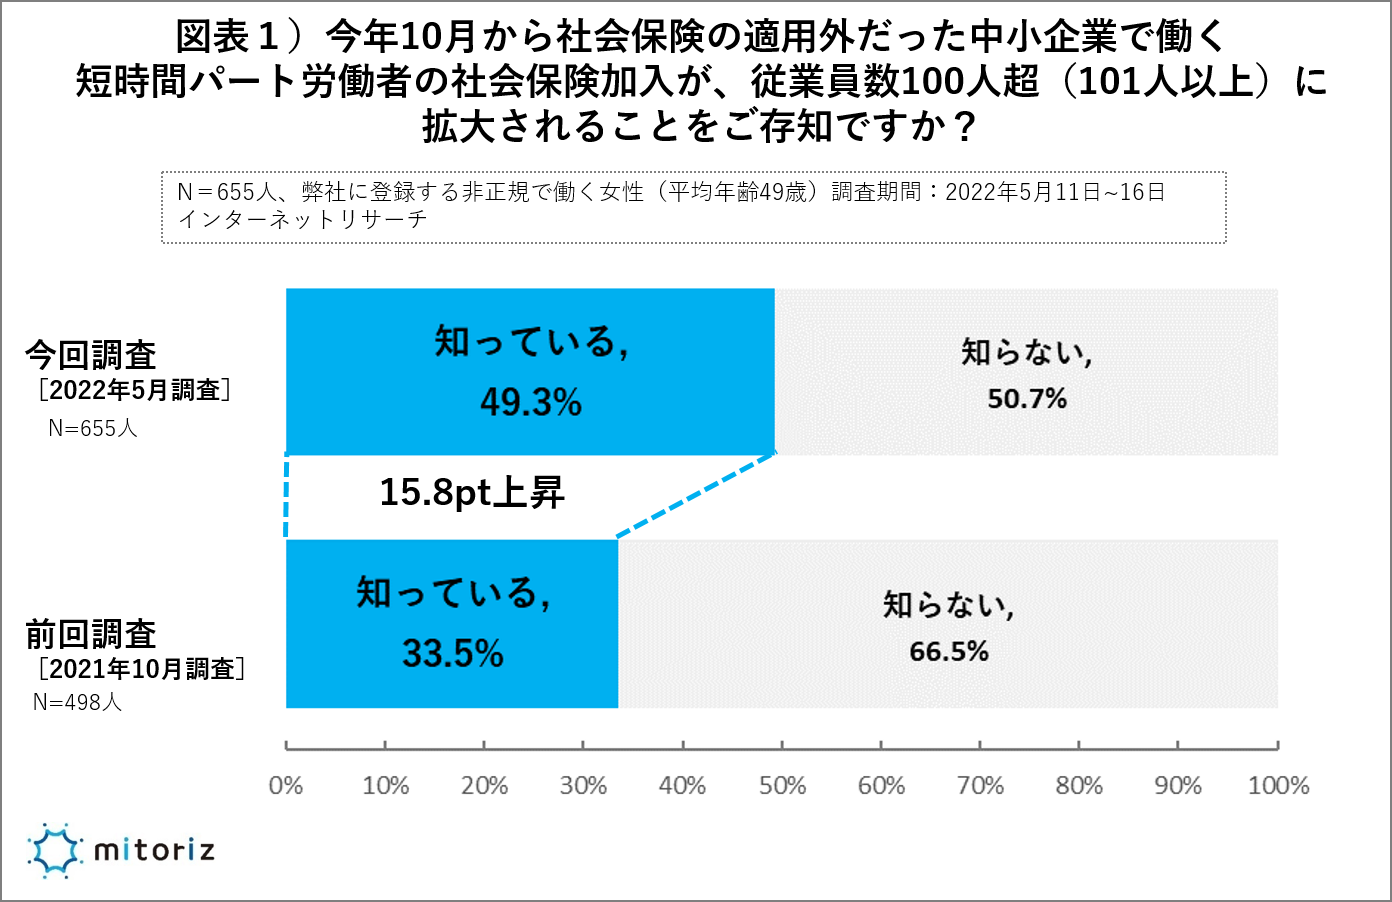 図表１）今年10月から社会保険の適用外だった中小企業で働く
短時間パート労働者の社会保険加入が、従業員数100人超（101人以上）に
拡大されることをご存知ですか？
N＝655人、弊社に登録する非正規で働く女性（平均年齢49歳）調査期間：2022年5月11日~16日
インターネットリサーチ
今回調査
［2022年5月調査］
N=655人
知っている,
49.3%
知らない,
50.7%
15.8pt上昇
前回調査
［2021年10月調査］
N=498人
知っている,
33.5%
知らない,
66.5%
0% 10% 20% 30% 40% 50% 60% 70% 80% 90% 100%
mitoriz